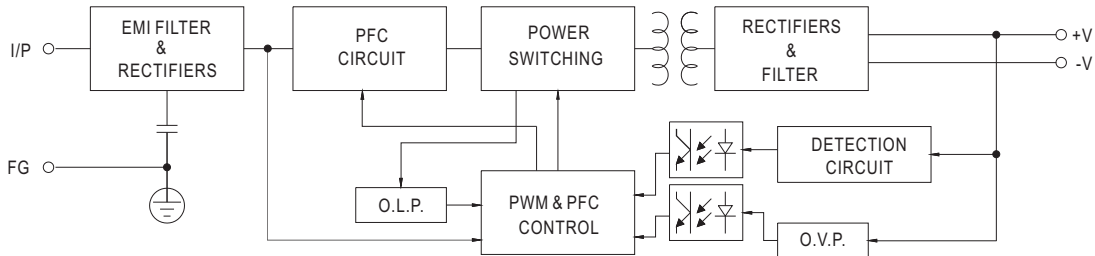 I/P
EMI FILTER
&
RECTIFIERS
PFC
CIRCUIT
POWER
SWITCHING
RECTIFIERS
&
FILTER
+V
-V
FG
O.L.P.
PWM & PFC
CONTROL
DETECTION
CIRCUIT
O.V.P.